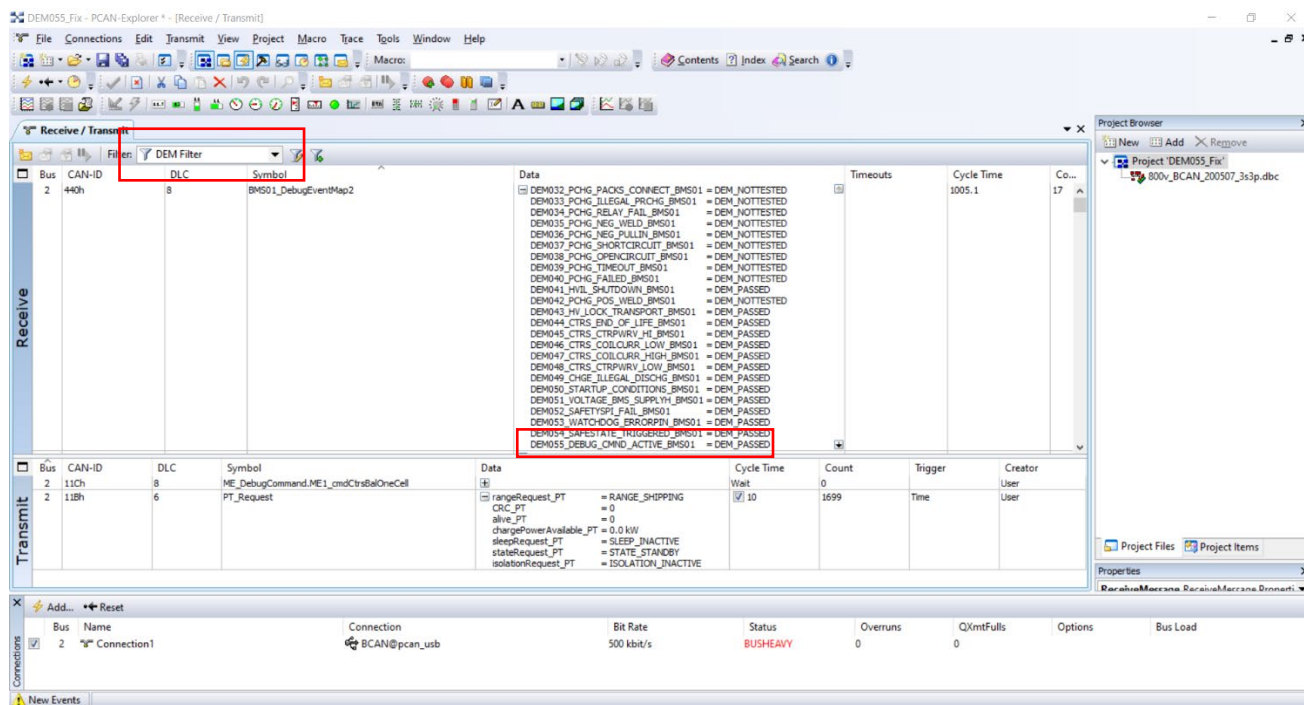 DEM055_Fix - PCAN-Explorer * - [Receive / Transmit]
File Connections Edit Transmit View Project Macro Trace Tools Window Help
Macro: Contents Index Search
Receive / Transmit
Filter: DEM Filter
Bus CAN-ID DLC Symbol Data Timeouts Cycle Time Co...
2 440h 8 BMS01_DebugEventMap2 DEM032_PCHG_PACKS_CONNECT_BMS01 = DEM_NOTTESTED 1005.1 17
DEM033_PCHG_ILLEGAL_PRCHG_BMS01 = DEM_NOTTESTED
DEM034_PCHG_RELAY_FAIL_BMS01 = DEM_NOTTESTED
DEM035_PCHG_NEG_WELD_BMS01 = DEM_NOTTESTED
DEM036_PCHG_NEG_PULLIN_BMS01 = DEM_NOTTESTED
DEM037_PCHG_SHORTCIRCUIT_BMS01 = DEM_NOTTESTED
DEM038_PCHG_OPENCIRCUIT_BMS01 = DEM_NOTTESTED
DEM039_PCHG_TIMEOUT_BMS01 = DEM_NOTTESTED
DEM040_PCHG_FAILED_BMS01 = DEM_NOTTESTED
DEM041_HVIL_SHUTDOWN_BMS01 = DEM_PASSED
DEM042_PCHG_POS_WELD_BMS01 = DEM_NOTTESTED
DEM043_HV_LOCK_TRANSPORT_BMS01 = DEM_PASSED
DEM044_CTRS_END_OF_LIFE_BMS01 = DEM_PASSED
DEM045_CTRS_CTRPWRV_HI_BMS01 = DEM_PASSED
DEM046_CTRS_COILCURR_LOW_BMS01 = DEM_PASSED
DEM047_CTRS_COILCURR_HIGH_BMS01 = DEM_PASSED
DEM048_CTRS_CTRPWRV_LOW_BMS01 = DEM_PASSED
DEM049_CHGE_ILLEGAL_DISCHG_BMS01 = DEM_PASSED
DEM050_STARTUP_CONDITIONS_BMS01 = DEM_PASSED
DEM051_VOLTAGE_BMS_SUPPLYH_BMS01 = DEM_PASSED
DEM052_SAFETYSPI_FAIL_BMS01 = DEM_PASSED
DEM053_WATCHDOG_ERRORPIN_BMS01 = DEM_PASSED
DEM054_SAFESTATE_TRIGGERED_BMS01 = DEM_PASSED
DEM055_DEBUG_CMND_ACTIVE_BMS01 = DEM_PASSED
Receive
Bus CAN-ID DLC Symbol Data Cycle Time Count Trigger Creator
2 11Ch 8 ME_DebugCommand.ME1_cmdCtrsBalOneCell Wait 0 User
2 11Bh 6 PT_Request rangeRequest_PT = RANGE_SHIPPING 10 1699 Time User
CRC_PT = 0
alive_PT = 0
chargePowerAvailable_PT = 0.0 kW
sleepRequest_PT = SLEEP_INACTIVE
stateRequest_PT = STATE_STANDBY
isolationRequest_PT = ISOLATION_INACTIVE
Transmit
Project Browser
New Add Remove
Project 'DEM055_Fix'
800v_BCAN_200507_3s3p.dbc
Project Files Project Items
Properties
ReceiveMessage ReceiveMessage Properti
Add... Reset
Bus Name Connection Bit Rate Status Overruns QXmtFulls Options Bus Load
2 Connection1 BCAN@pcan_usb 500 kbit/s BUSHEAVY 0 0
Connections
New Events